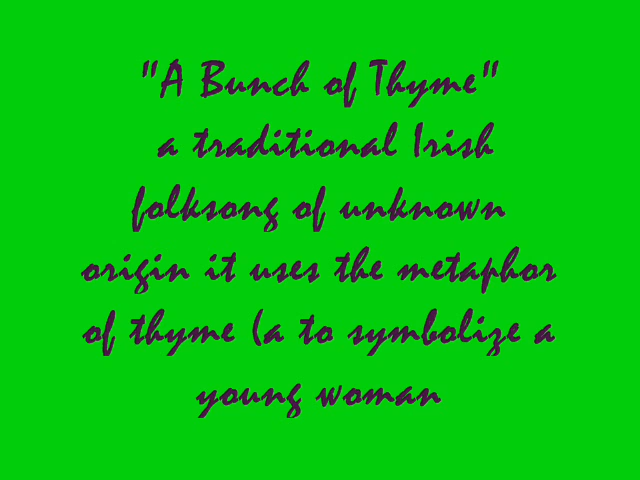 "A Bunch of Thyme"
a traditional Irish
folksong of unknown
origin it uses the metaphor
of thyme (a to symbolize a
young woman